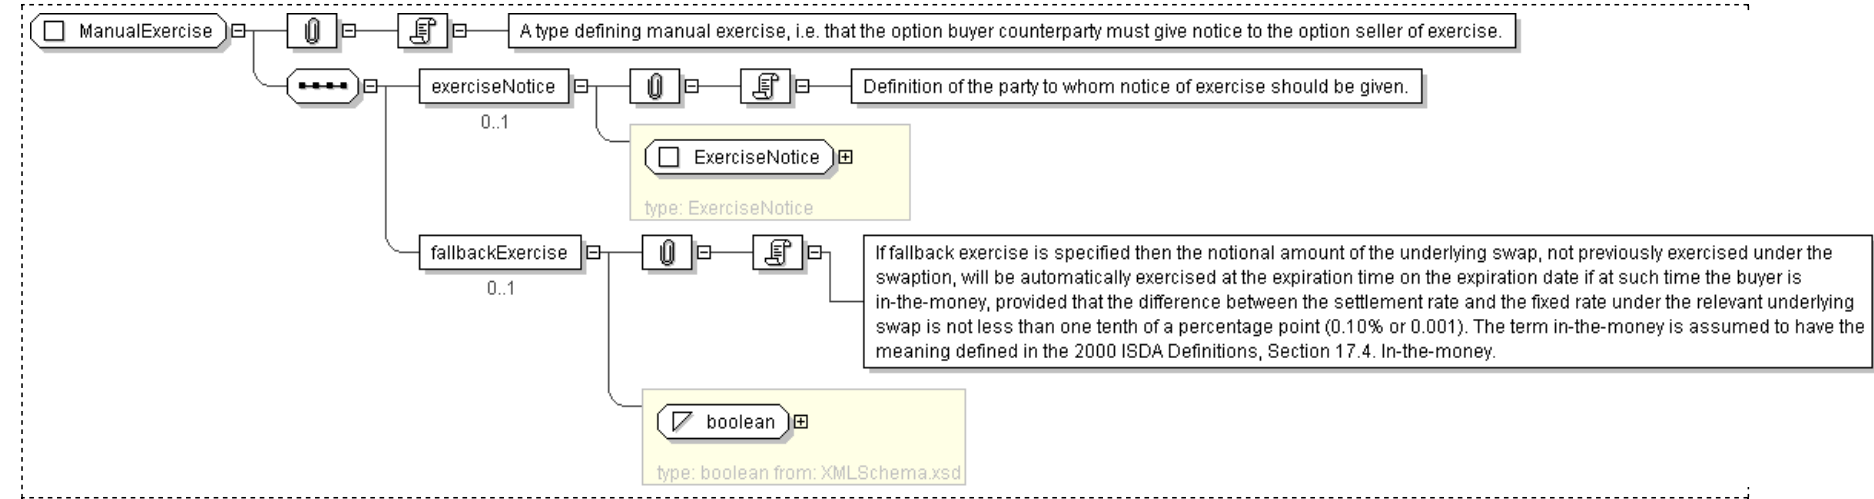 ManualExercise
A type defining manual exercise, i.e. that the option buyer counterparty must give notice to the option seller of exercise.
exerciseNotice
Definition of the party to whom notice of exercise should be given.
0..1
ExerciseNotice
type: ExerciseNotice
fallbackExercise
0..1
If fallback exercise is specified then the notional amount of the underlying swap, not previously exercised under the
swaption, will be automatically exercised at the expiration time on the expiration date if at such time the buyer is
in-the-money, provided that the difference between the settlement rate and the fixed rate under the relevant underlying
swap is not less than one tenth of a percentage point (0.10% or 0.001). The term in-the-money is assumed to have the
meaning defined in the 2000 ISDA Definitions, Section 17.4. In-the-money.
boolean
type: boolean from: XMLSchema.xsd